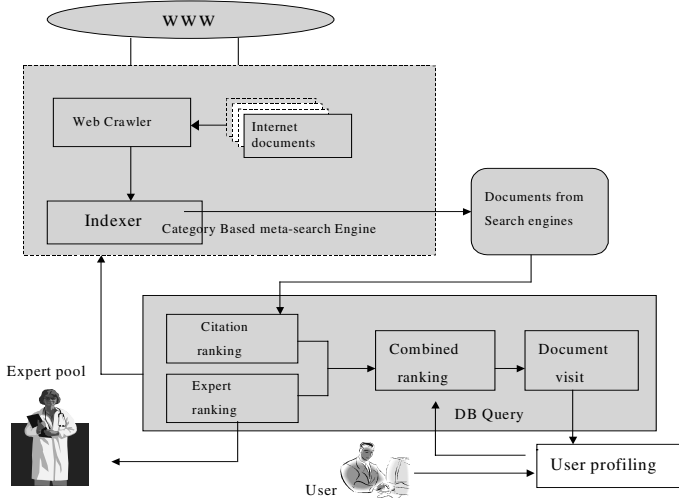 WWW
Web Crawler
Internet
documents
Indexer
Category Based meta-search Engine
Documents from
Search engines
Citation
ranking
Expert
ranking
Combined
ranking
Document
visit
DB Query
Expert pool
User
User profiling